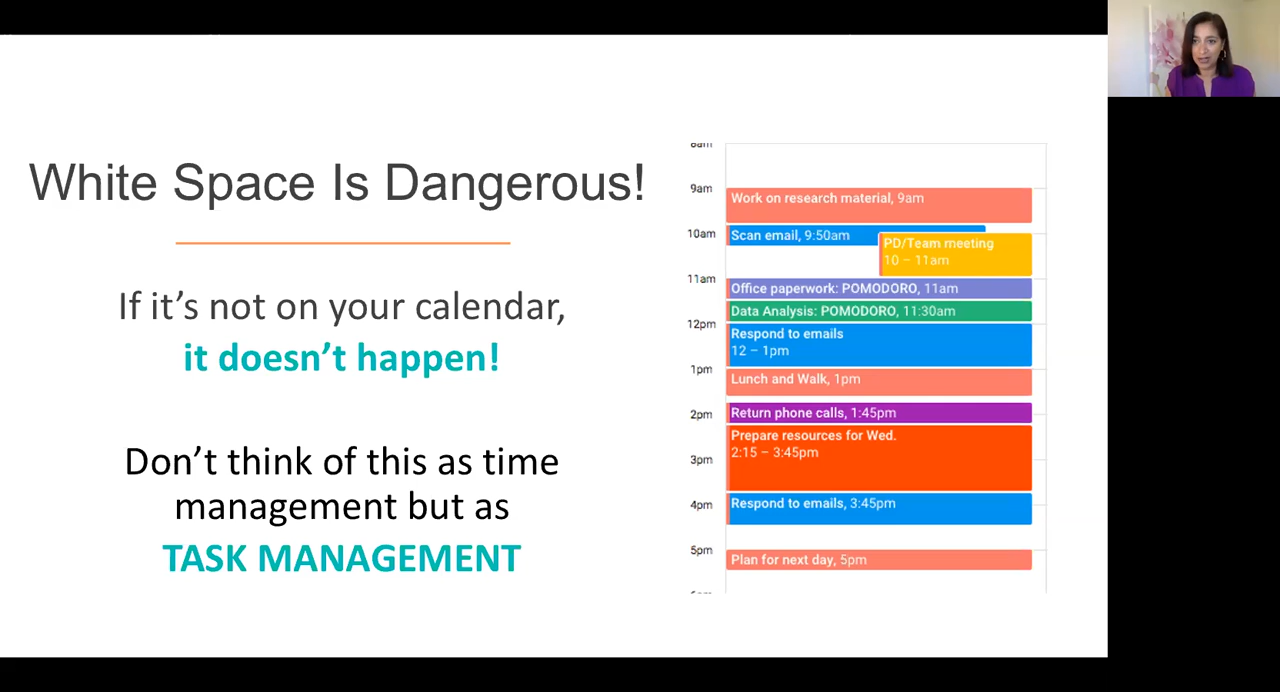 White Space Is Dangerous!
If it's not on your calendar,
it doesn't happen!
Don't think of this as time
management but as
TASK MANAGEMENT
9am
Work on research material, 9am
10am
Scan email, 9:50am
PD/Team meeting
10 – 11am
11am
Office paperwork: POMODORO, 11am
Data Analysis: POMODORO, 11:30am
12pm
Respond to emails
12 – 1pm
1pm
Lunch and Walk, 1pm
2pm
Return phone calls, 1:45pm
Prepare resources for Wed.
2:15 – 3:45pm
3pm
4pm
Respond to emails, 3:45pm
5pm
Plan for next day, 5pm